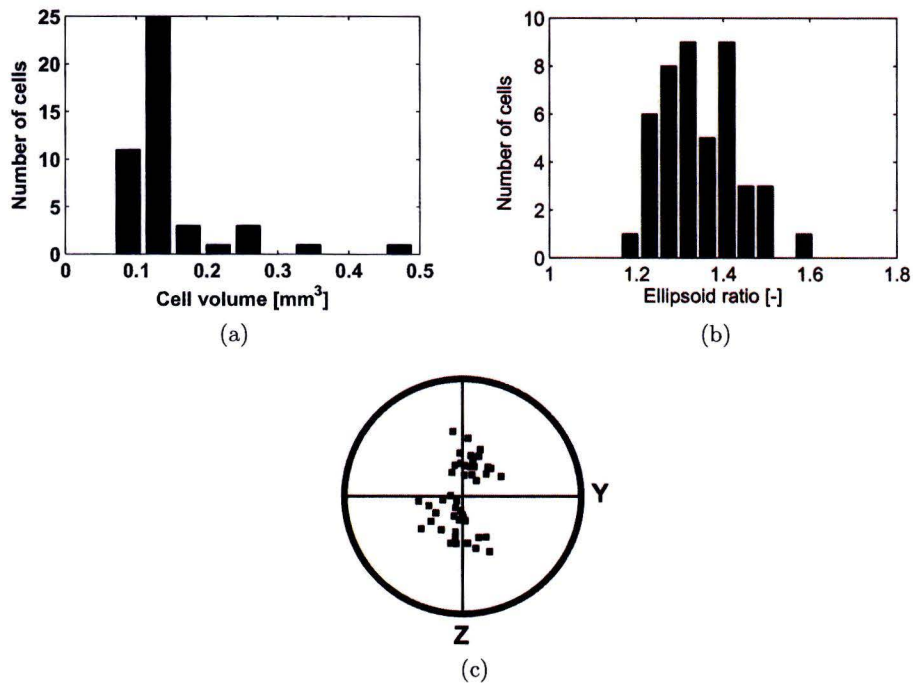 25
20
15
10
5
0
Number of cells
0 0.1 0.2 0.3 0.4 0.5
Cell volume [mm³]
(a)
10
8
6
4
2
0
Number of cells
1 1.2 1.4 1.6 1.8
Ellipsoid ratio [-]
(b)
Y
Z
(c)